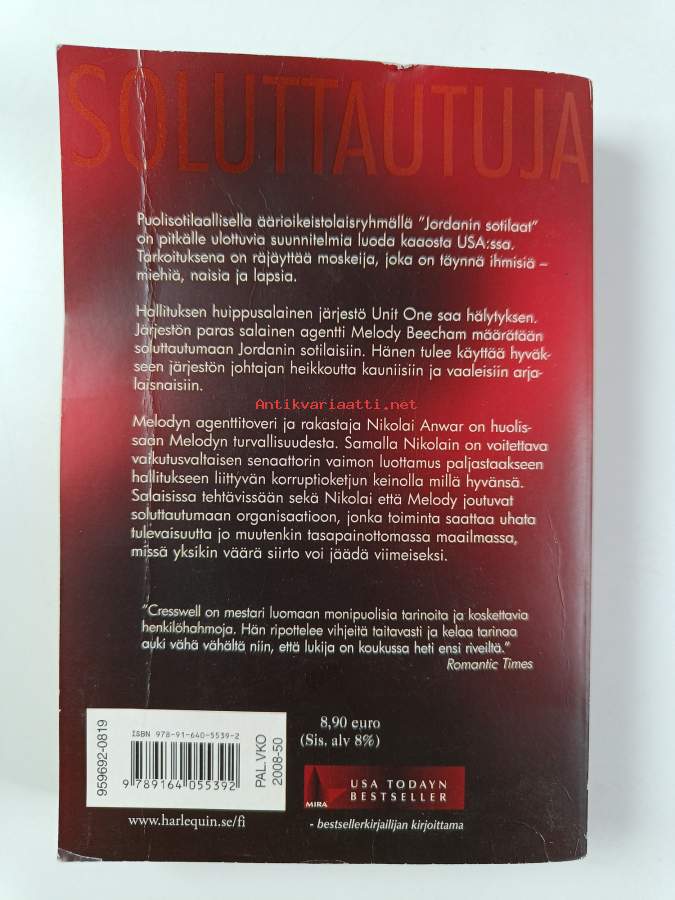 SOLUTTAUTUJA
Puolisotilaallisella äärioikeistolaisryhmällä "Jordanin sotilaat"
on pitkälle ulottuvia suunnitelmia luoda kaaosta USA:ssa.
Tarkoituksena on räjäyttää moskeija, joka on täynnä ihmisiä –
miehiä, naisia ja lapsia.
Hallituksen huippusalainen järjestö Unit One saa hälytyksen.
Järjestön paras salainen agentti Melody Beecham määrätään
soluttautumaan Jordanin sotilaisiin. Hänen tulee käyttää hyväk-
seen järjestön johtajan heikkoutta kauniisiin ja vaaleisiin arja-
laisnaisiin.
Antikvariaatti.net
Melodyn agenttitoveri ja rakastaja Nikolai Anwar on huolis-
saan Melodyn turvallisuudesta. Samalla Nikolain on voitettava
vaikutusvaltaisen senaattorin vaimon luottamus paljastaakseen
hallitukseen liittyvän korruptioketjun keinolla millä hyvänsä.
Salaisissa tehtävissään sekä Nikolai että Melody joutuvat
soluttautumaan organisaatioon, jonka toiminta saattaa uhata
tulevaisuutta jo muutenkin tasapainottomassa maailmassa,
missä yksikin väärä siirto voi jäädä viimeiseksi.
"Cresswell on mestari luomaan monipuolisia tarinoita ja koskettavia
henkilöhahmoja. Hän ripottelee vihjeitä taitavasti ja kelaa tarinaa
auki vähä vähältä niin, että lukija on koukussa heti ensi riveiltä."
Romantic Times
959692-0819
ISBN 978-91-640-5539-2
9 789164 055392
PAL.VKO
2008-50
www.harlequin.se/fi
8,90 euro
(Sis. alv 8%)
MIRA
USA TODAYN
BESTSELLER
- bestsellerkirjailijan kirjoittama